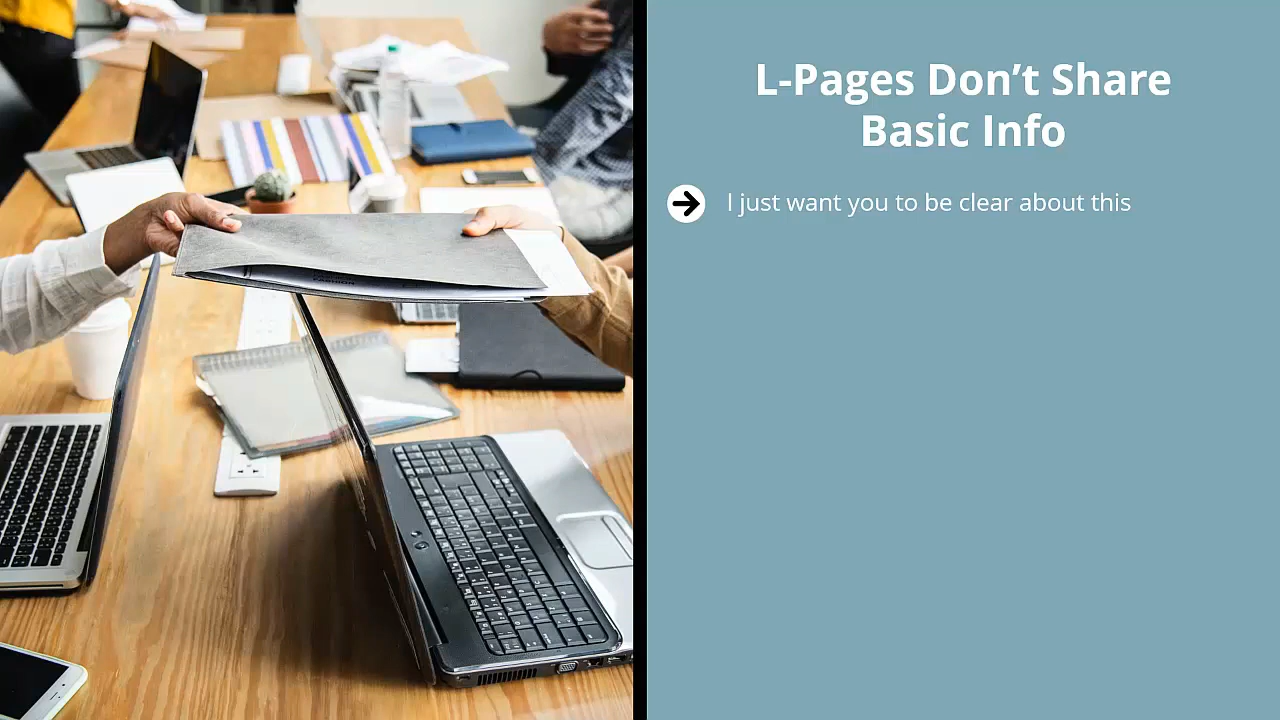 L-Pages Don’t Share
Basic Info
I just want you to be clear about this